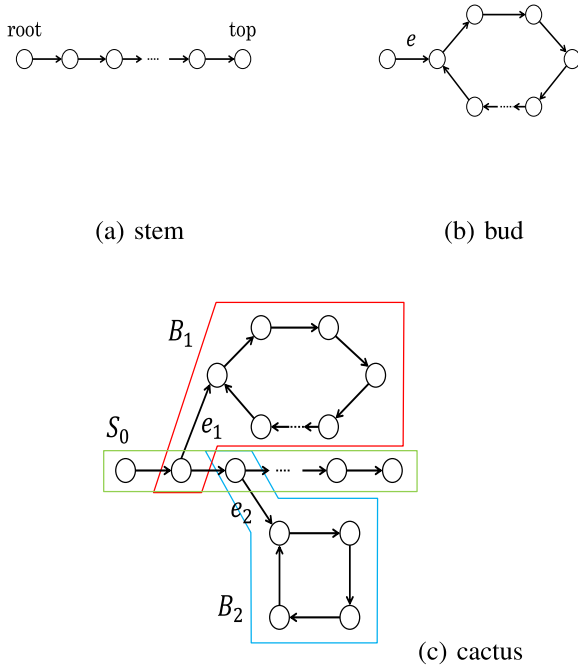 root
top
e
(a) stem
(b) bud
B₁
e₁
S₀
e₂
B₂
(c) cactus